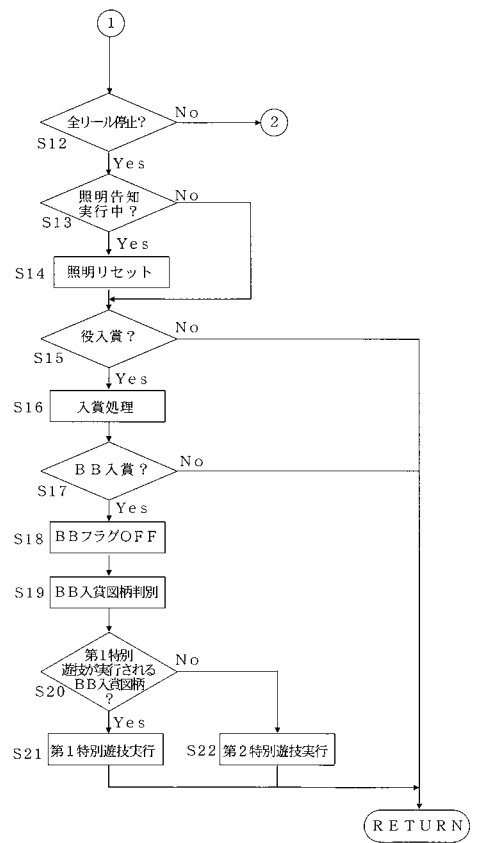 1
全リール停止？
No
2
S12
Yes
照明告知
実行中？
No
S13
Yes
S14
照明リセット
役入賞？
No
S15
Yes
S16
入賞処理
ＢＢ入賞？
No
S17
Yes
S18
ＢＢフラグＯＦＦ
S19
ＢＢ入賞図柄判別
第１特別
遊技が実行される
ＢＢ入賞図柄
？
No
S20
Yes
S21
第１特別遊技実行
S22
第２特別遊技実行
ＲＥＴＵＲＮ